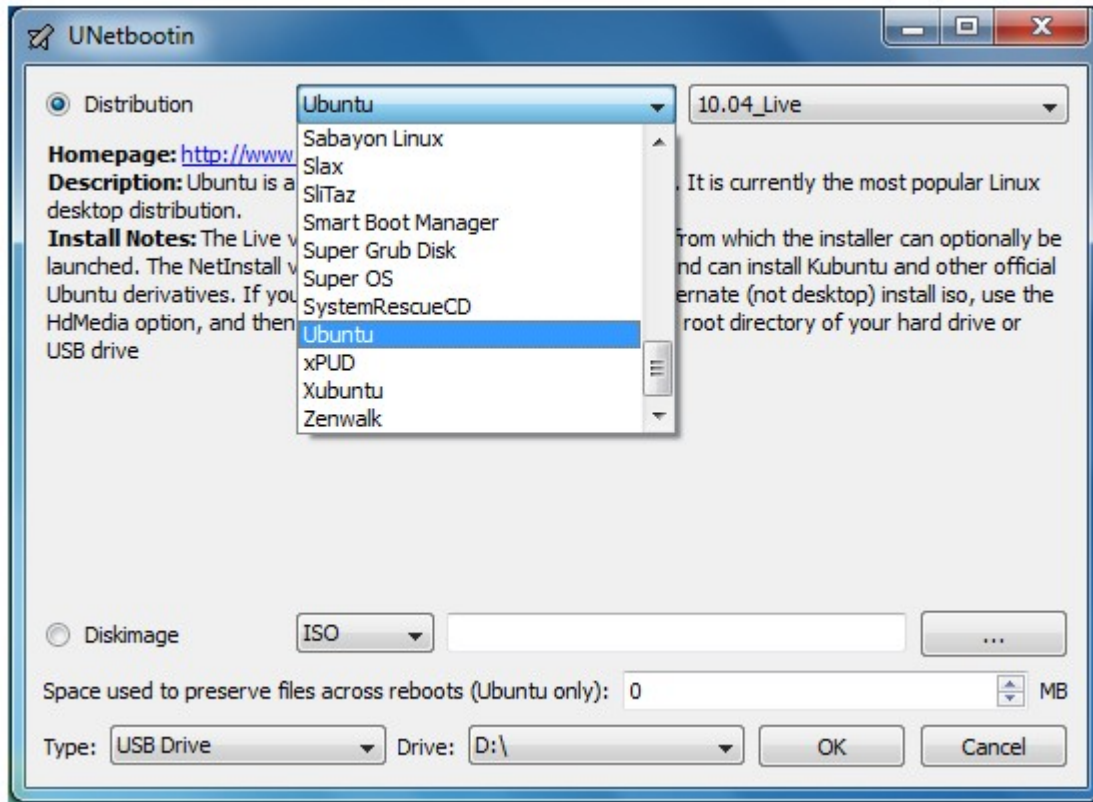 UNetbootin
Distribution
Ubuntu
10.04_Live
Sabayon Linux
Slax
SliTaz
Smart Boot Manager
Super Grub Disk
Super OS
SystemRescueCD
Ubuntu
xPUD
Xubuntu
Zenwalk
Homepage: http://www
Description: Ubuntu is a . It is currently the most popular Linux
desktop distribution.
Install Notes: The Live v from which the installer can optionally be
launched. The NetInstall v nd can install Kubuntu and other official
Ubuntu derivatives. If you ernate (not desktop) install iso, use the
HdMedia option, and then root directory of your hard drive or
USB drive
Diskimage
ISO
...
Space used to preserve files across reboots (Ubuntu only): 0 MB
Type: USB Drive Drive: D:\ OK Cancel